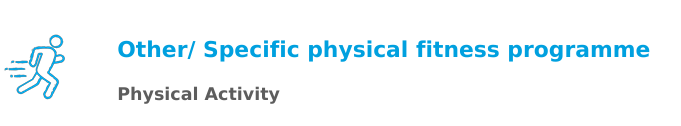 Other/ Specific physical fitness programme
Physical Activity